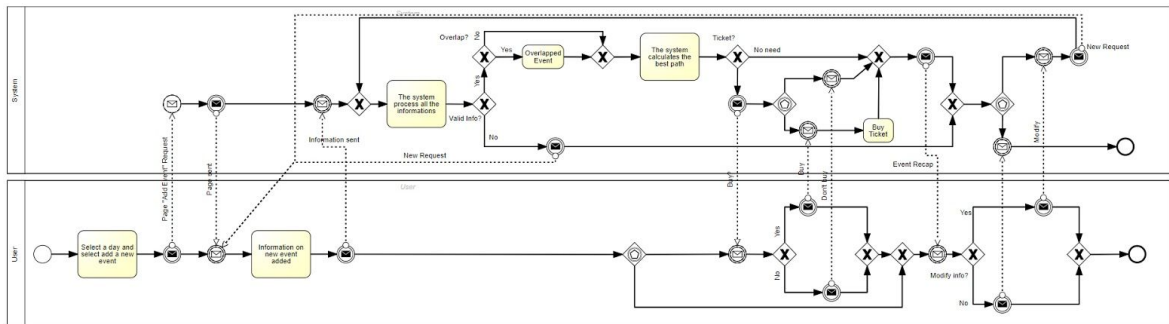 System
System
Overlap?
No
Yes
Overlapped
Event
The system
calculates the
best path
Ticket?
No need
New Request
The system
process all the
informations
Yes
Valid Info?
No
Buy
Ticket
Modify
Information sent
New Request
Event Recap
Page "Add Event" Request
Page sent
Buy?
Buy
Don't buy
User
User
Select a day and
select add a new
event
Information on
new event
added
Yes
No
Modify info?
Yes
No